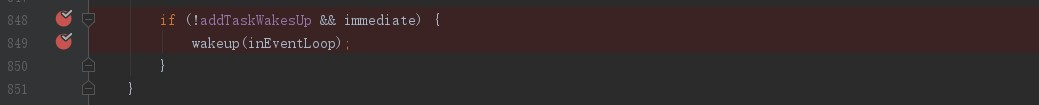 848 if (!addTaskWakesUp && immediate) {
849 wakeup(inEventLoop);
850 }
851 }